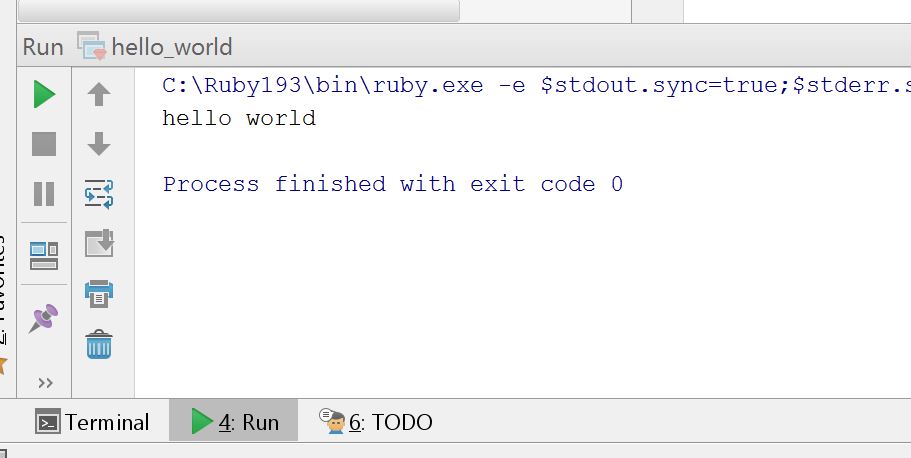 Run hello_world
C:\Ruby193\bin\ruby.exe -e $stdout.sync=true;$stderr.s
hello world
Process finished with exit code 0
2: Favorites
Terminal
4: Run
6: TODO